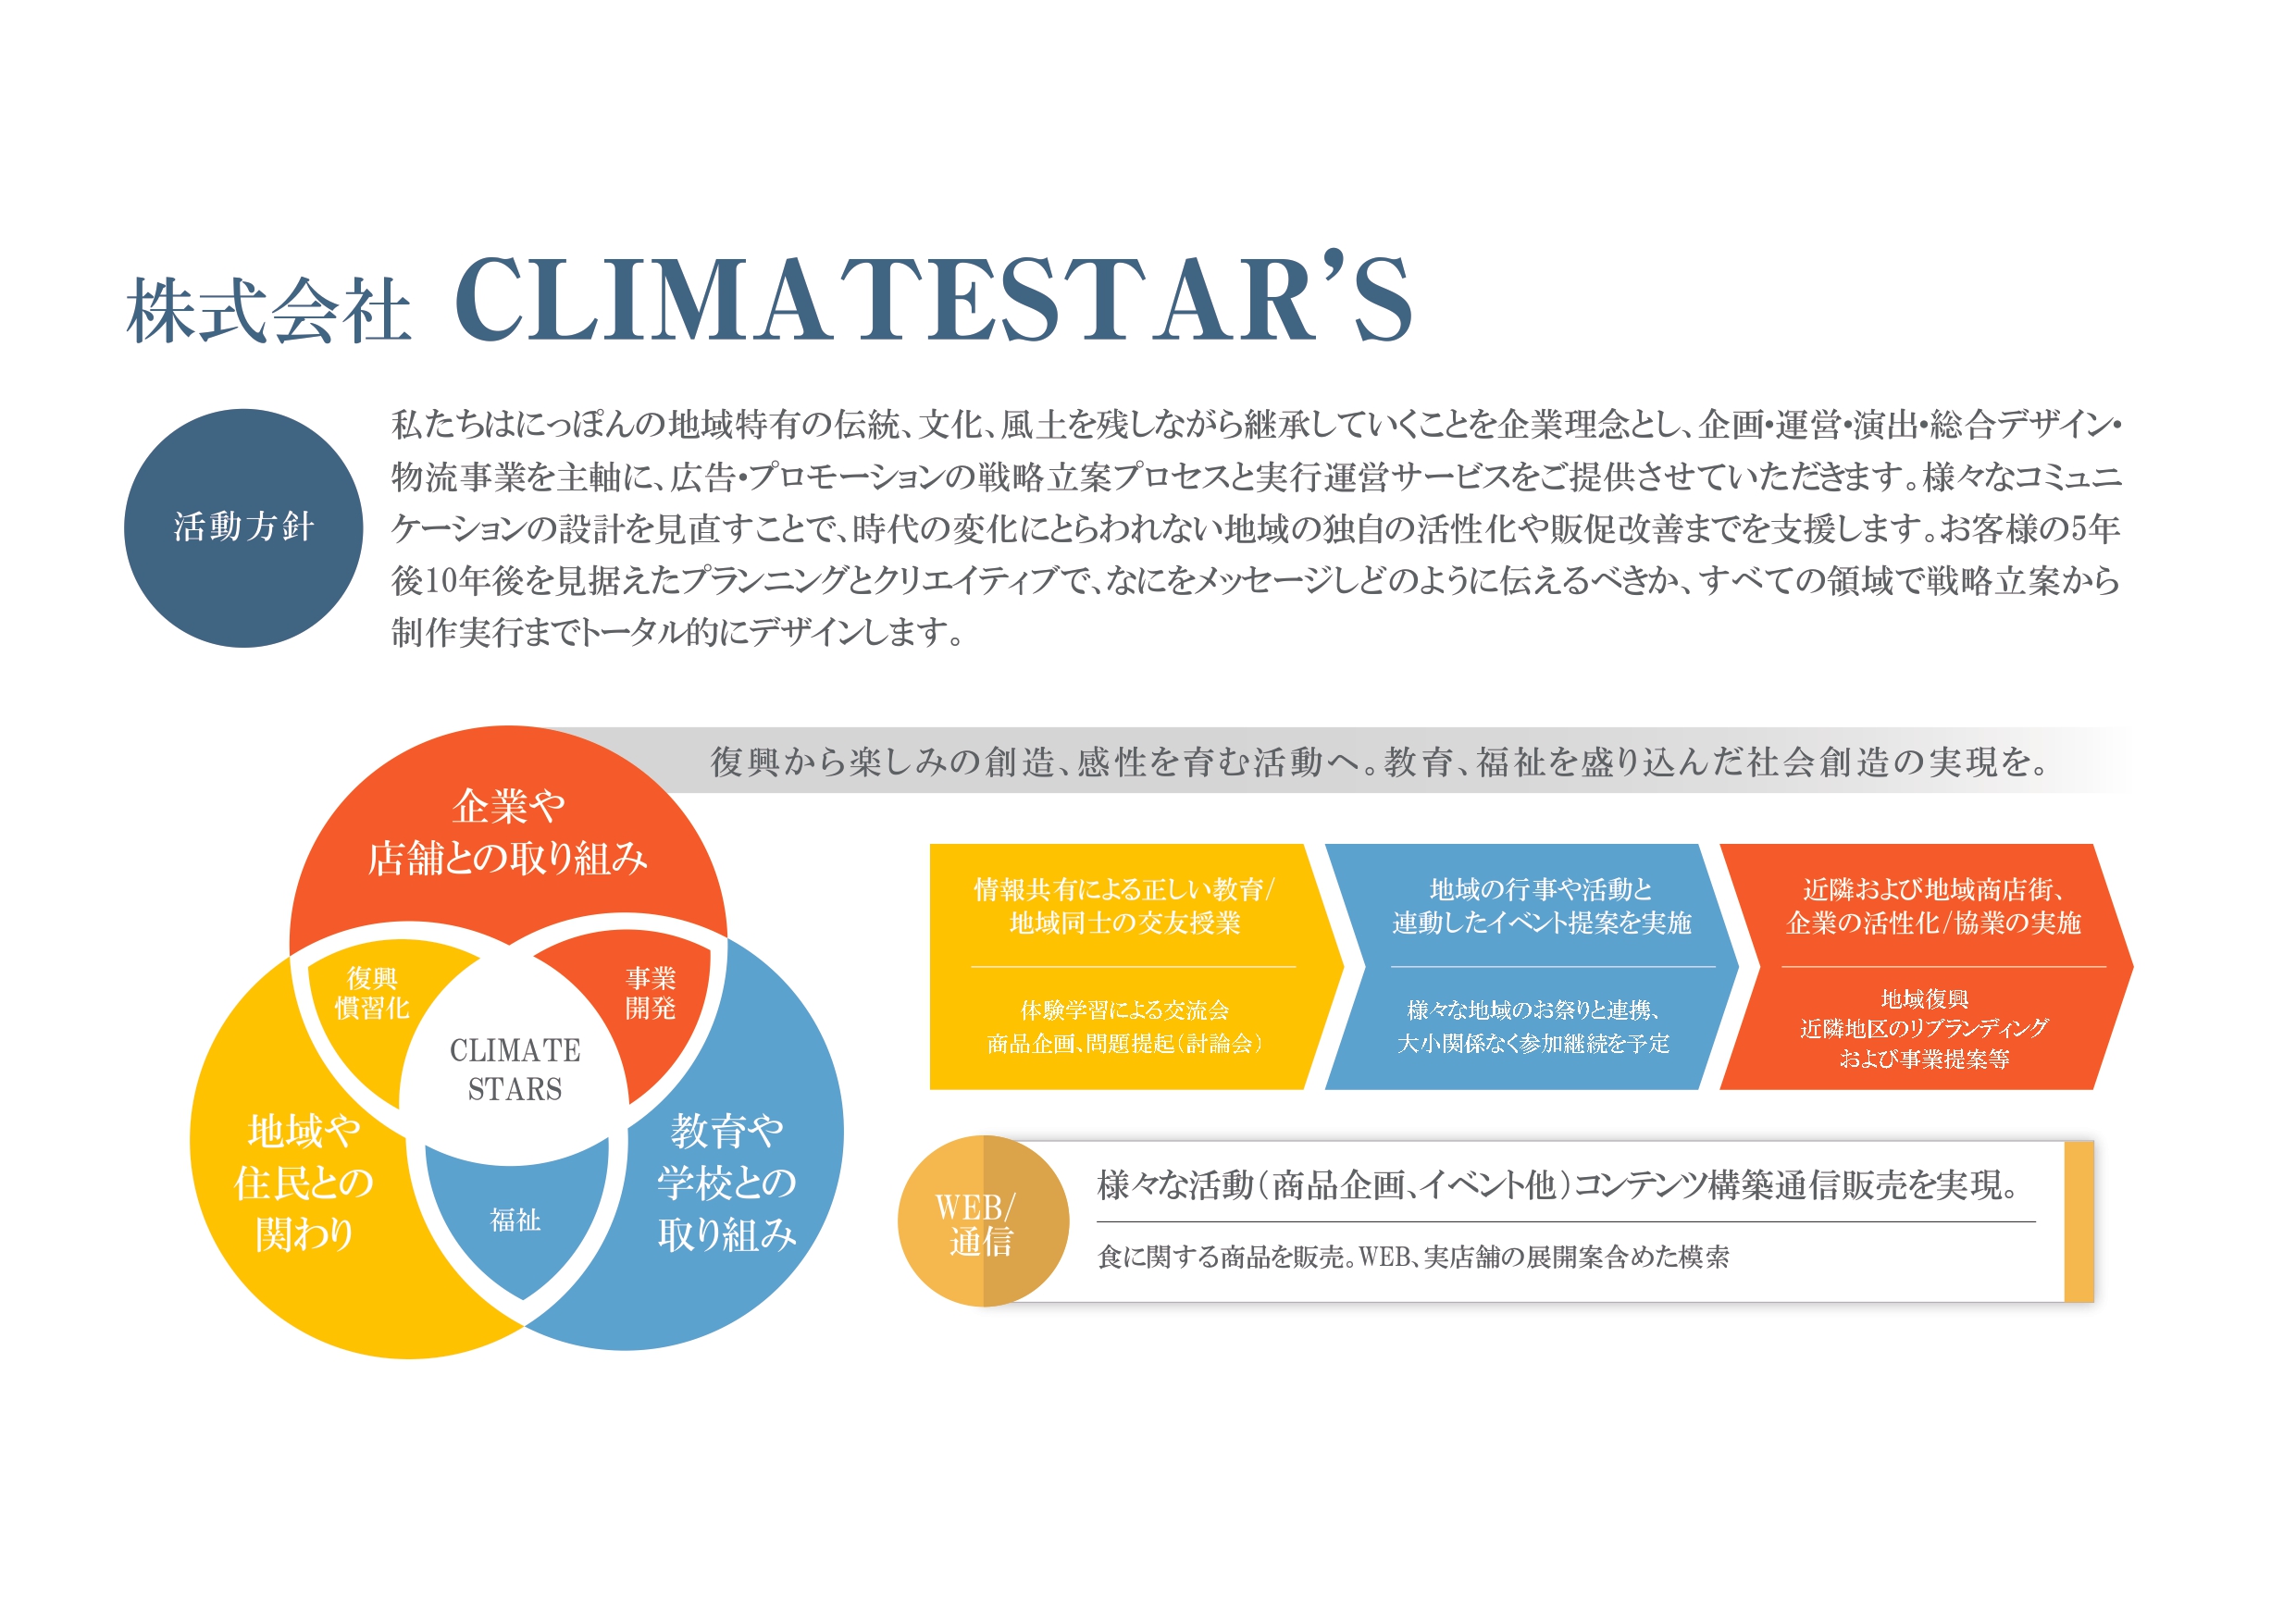 株式会社 CLIMATESTAR’S
活動方針
私たちはにっぽんの地域特有の伝統、文化、風土を残しながら継承していくことを企業理念とし、企画・運営・演出・総合デザイン・
物流事業を主軸に、広告・プロモーションの戦略立案プロセスと実行運営サービスをご提供させていただきます。様々なコミュニ
ケーションの設計を見直すことで、時代の変化にとらわれない地域の独自の活性化や販促改善までを支援します。お客様の5年
後10年後を見据えたプランニングとクリエイティブで、なにをメッセージしどのように伝えるべきか、すべての領域で戦略立案から
制作実行までトータル的にデザインします。
復興から楽しみの創造、感性を育む活動へ。教育、福祉を盛り込んだ社会創造の実現を。
企業や
店舗との取り組み
復興
慣習化
事業
開発
CLIMATE
STARS
地域や
住民との
関わり
福祉
教育や
学校との
取り組み
情報共有による正しい教育/
地域同士の交友授業
体験学習による交流会
商品企画、問題提起（討論会）
地域の行事や活動と
連動したイベント提案を実施
様々な地域のお祭りと連携、
大小関係なく参加継続を予定
近隣および地域商店街、
企業の活性化/協業の実施
地域復興
近隣地区のリブランディング
および事業提案等
WEB/
通信
様々な活動（商品企画、イベント他）コンテンツ構築通信販売を実現。
食に関する商品を販売。WEB、実店舗の展開案含めた模索